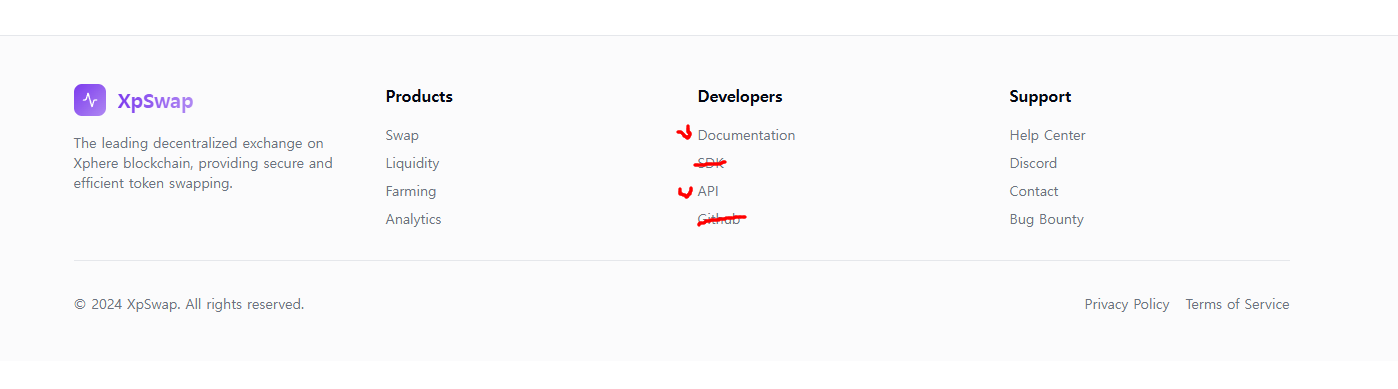 XpSwap
The leading decentralized exchange on
Xphere blockchain, providing secure and
efficient token swapping.
Products
Swap
Liquidity
Farming
Analytics
Developers
Documentation
SDK
API
Github
Support
Help Center
Discord
Contact
Bug Bounty
© 2024 XpSwap. All rights reserved.
Privacy Policy Terms of Service